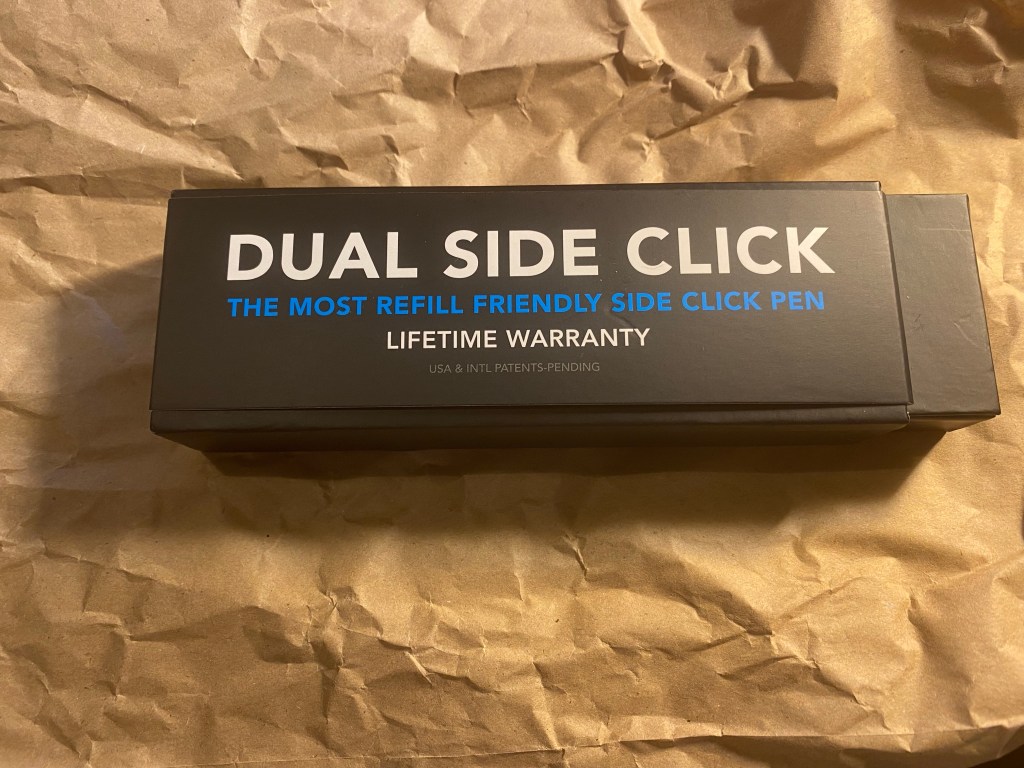 DUAL SIDE CLICK
THE MOST REFILL FRIENDLY SIDE CLICK PEN
LIFETIME WARRANTY
USA & INTL PATENTS-PENDING